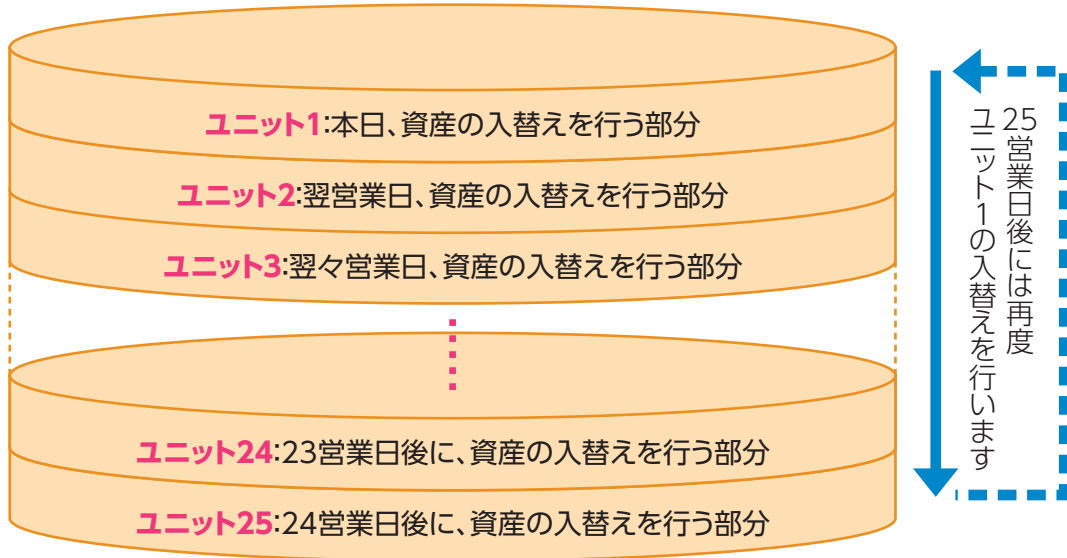 ユニット1:本日、資産の入替えを行う部分
ユニット2:翌営業日、資産の入替えを行う部分
ユニット3:翌々営業日、資産の入替えを行う部分
ユニット24:23営業日後に、資産の入替えを行う部分
ユニット25:24営業日後に、資産の入替えを行う部分
25営業日後には再度
ユニット1の入替えを行います